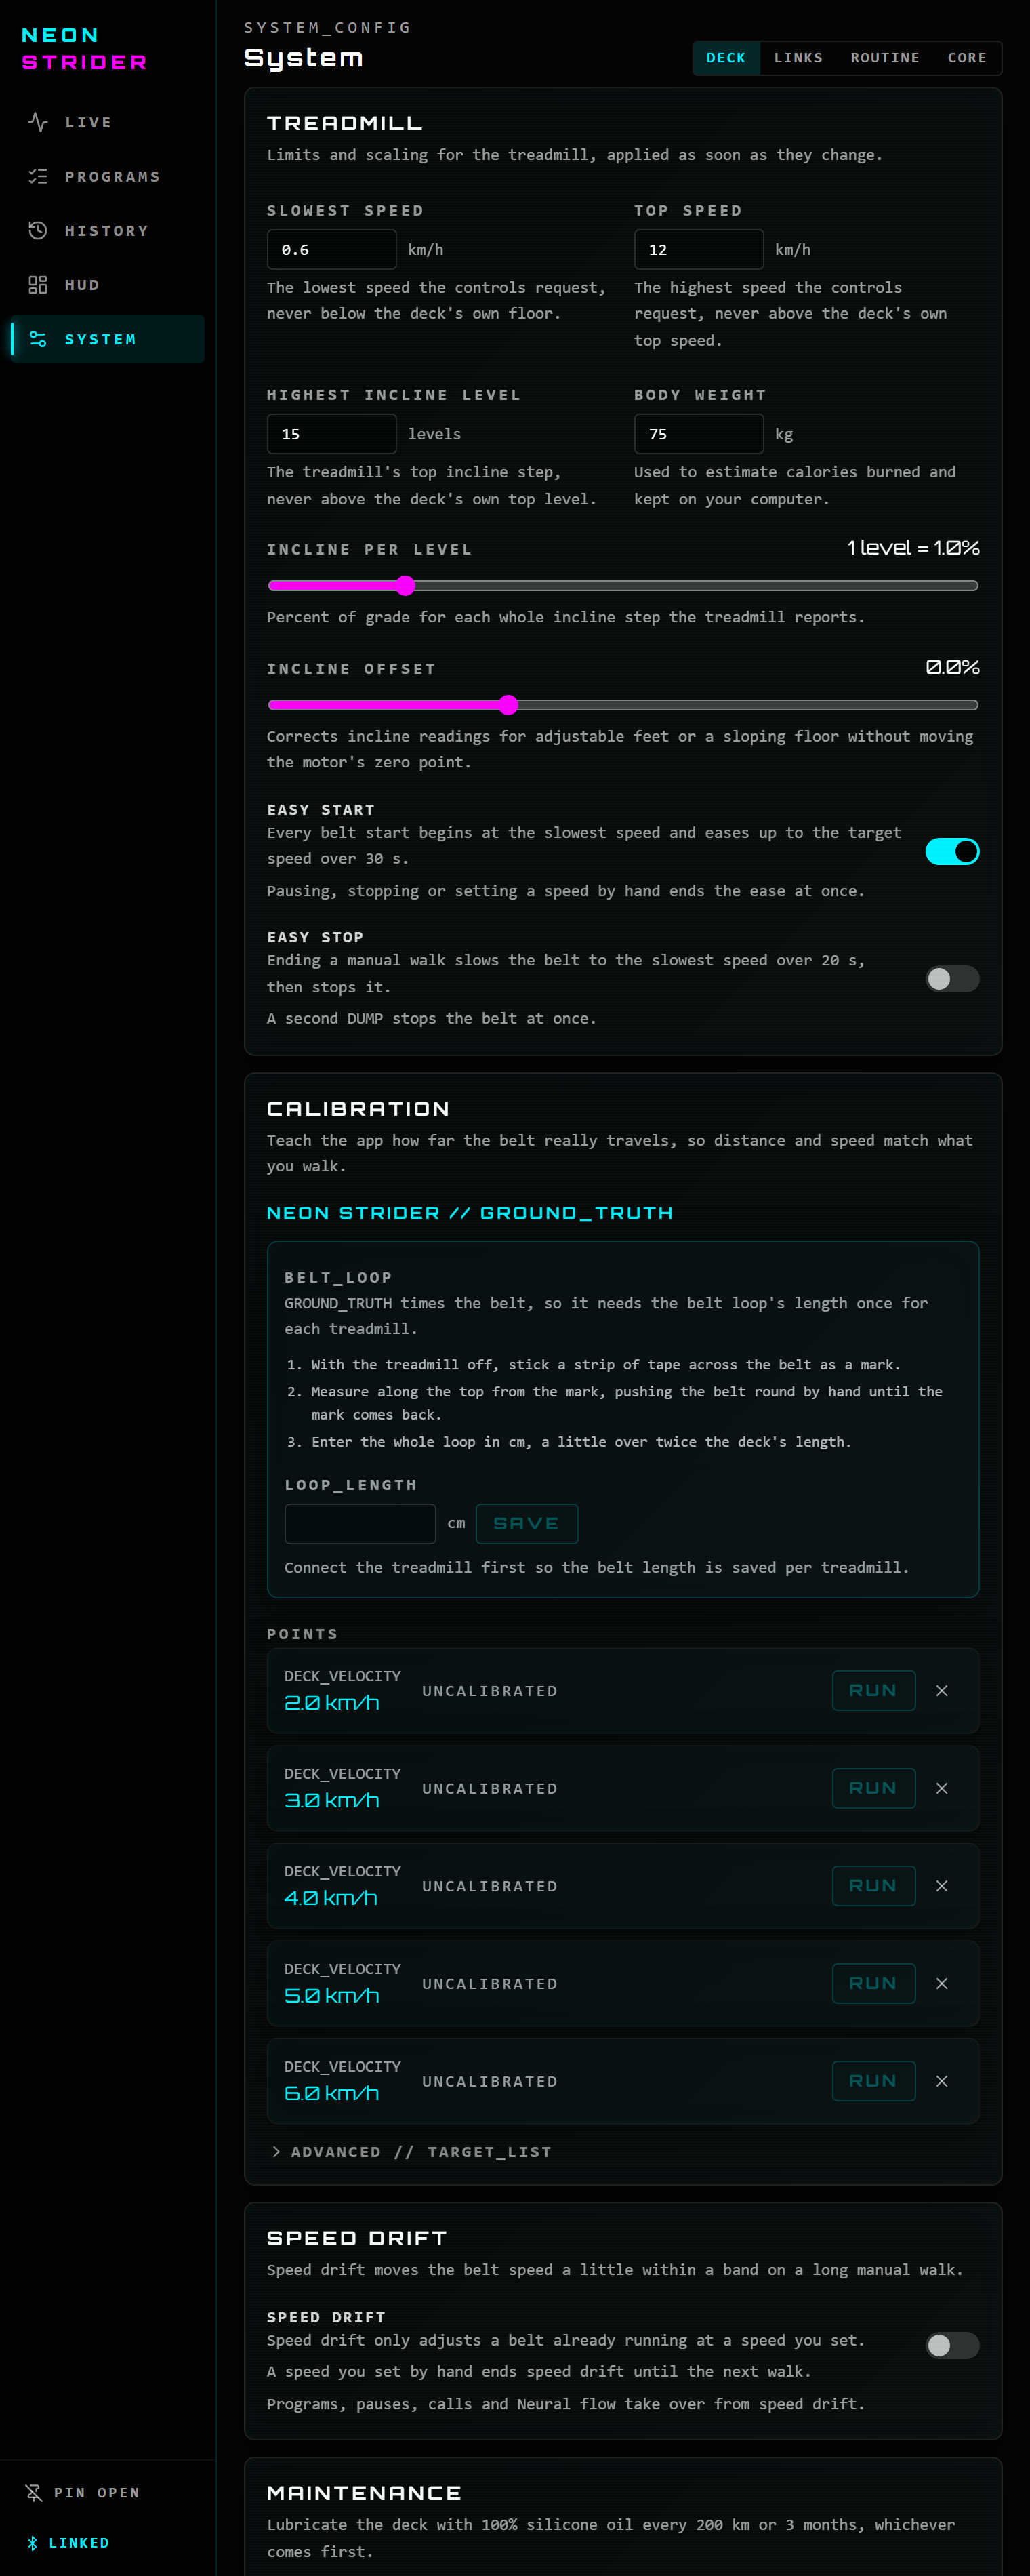 NEON
STRIDER
LIVE
PROGRAMS
HISTORY
HUD
SYSTEM
PIN OPEN
LINKED
SYSTEM_CONFIG
System
DECK LINKS ROUTINE CORE
TREADMILL
Limits and scaling for the treadmill, applied as soon as they change.
SLOWEST SPEED
0.6 km/h
The lowest speed the controls request,
never below the deck's own floor.
TOP SPEED
12 km/h
The highest speed the controls
request, never above the deck's own
top speed.
HIGHEST INCLINE LEVEL
15 levels
The treadmill's top incline step,
never above the deck's own top level.
BODY WEIGHT
75 kg
Used to estimate calories burned and
kept on your computer.
INCLINE PER LEVEL 1 level = 1.0%
Percent of grade for each whole incline step the treadmill reports.
INCLINE OFFSET 0.0%
Corrects incline readings for adjustable feet or a sloping floor without moving
the motor's zero point.
EASY START
Every belt start begins at the slowest speed and eases up to the target
speed over 30 s.
Pausing, stopping or setting a speed by hand ends the ease at once.
EASY STOP
Ending a manual walk slows the belt to the slowest speed over 20 s,
then stops it.
A second DUMP stops the belt at once.
CALIBRATION
Teach the app how far the belt really travels, so distance and speed match what
you walk.
NEON STRIDER // GROUND_TRUTH
BELT_LOOP
GROUND_TRUTH times the belt, so it needs the belt loop's length once for
each treadmill.
1. With the treadmill off, stick a strip of tape across the belt as a mark.
2. Measure along the top from the mark, pushing the belt round by hand until the
mark comes back.
3. Enter the whole loop in cm, a little over twice the deck's length.
LOOP_LENGTH
cm SAVE
Connect the treadmill first so the belt length is saved per treadmill.
POINTS
DECK_VELOCITY
2.0 km/h UNCALIBRATED RUN
DECK_VELOCITY
3.0 km/h UNCALIBRATED RUN
DECK_VELOCITY
4.0 km/h UNCALIBRATED RUN
DECK_VELOCITY
5.0 km/h UNCALIBRATED RUN
DECK_VELOCITY
6.0 km/h UNCALIBRATED RUN
ADVANCED // TARGET_LIST
SPEED DRIFT
Speed drift moves the belt speed a little within a band on a long manual walk.
SPEED DRIFT
Speed drift only adjusts a belt already running at a speed you set.
A speed you set by hand ends speed drift until the next walk.
Programs, pauses, calls and Neural flow take over from speed drift.
MAINTENANCE
Lubricate the deck with 100% silicone oil every 200 km or 3 months, whichever
comes first.